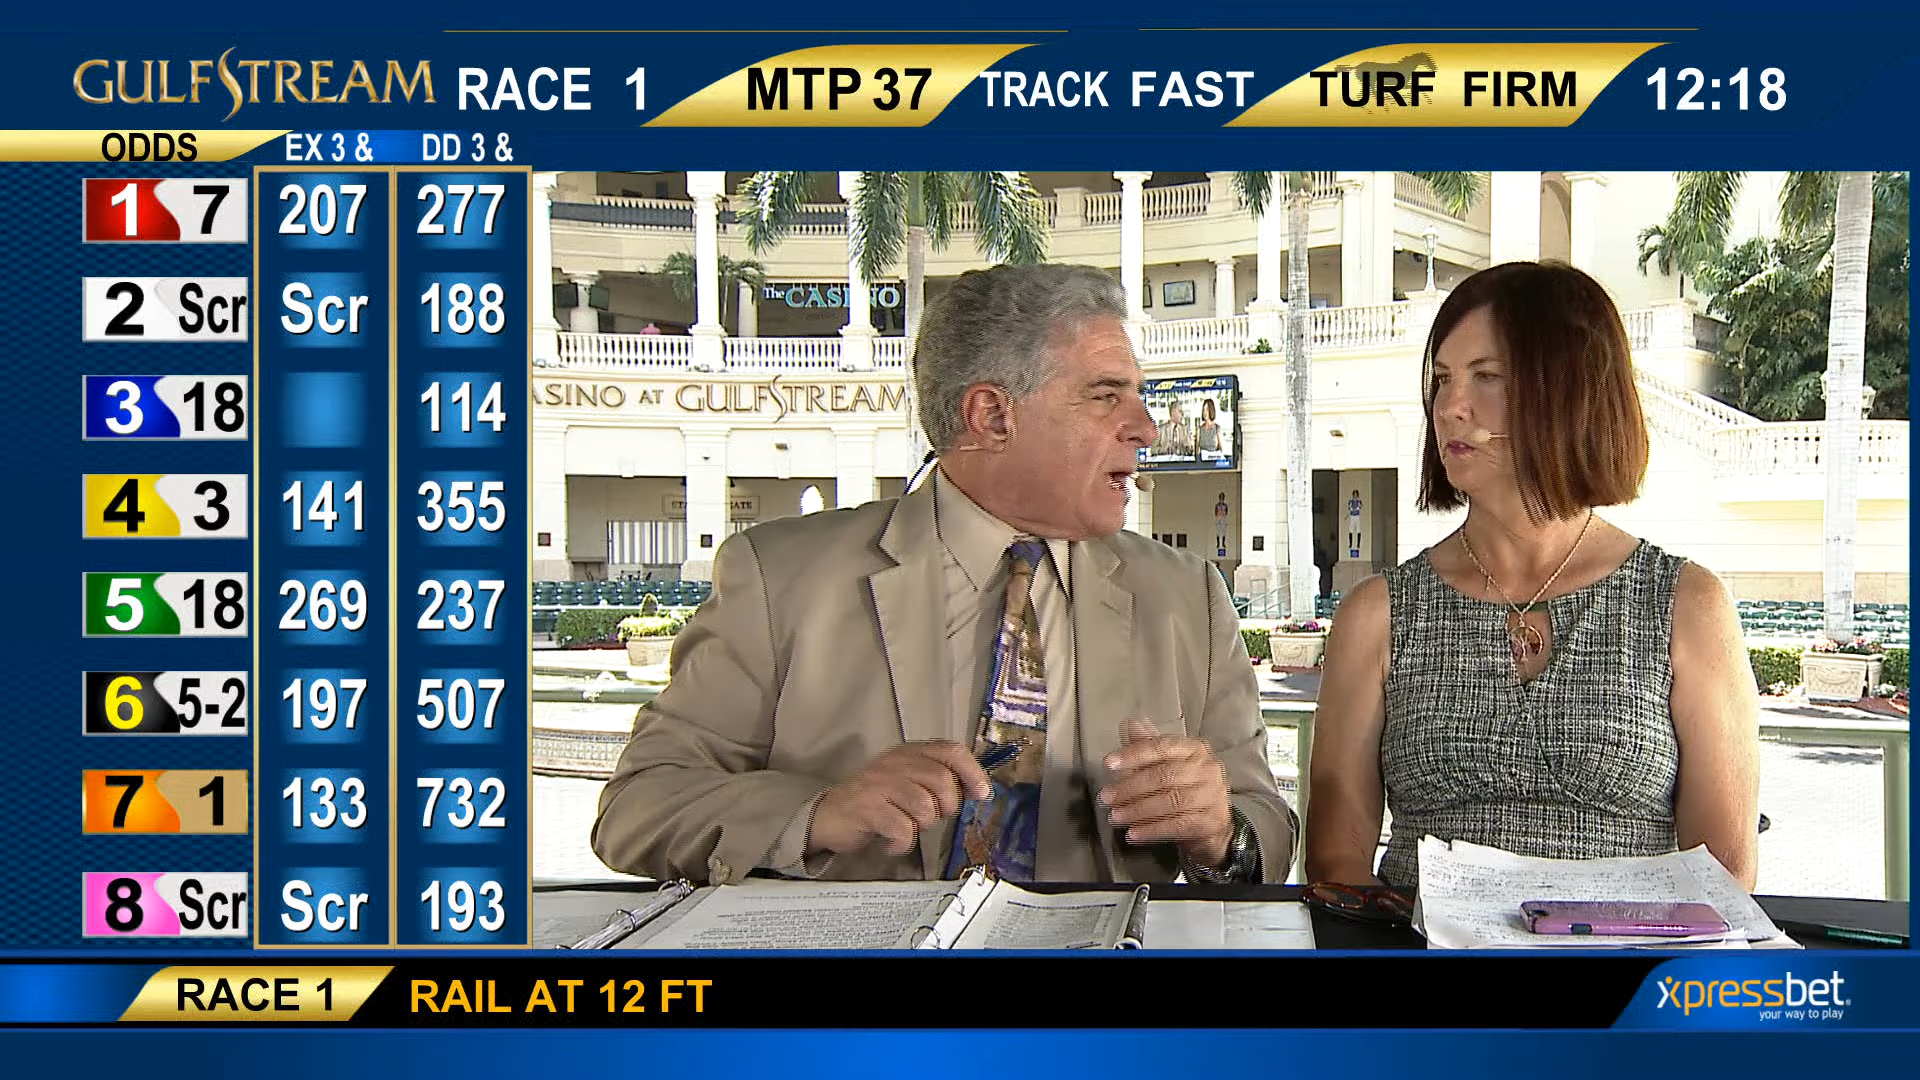 GULFSTREAM RACE 1 MTP 37 TRACK FAST TURF FIRM 12:18
ODDS EX 3 & DD 3 &
1 7 207 277
2 Scr Scr 188
3 18 114
4 3 141 355
5 18 269 237
6 5-2 197 507
7 1 133 732
8 Scr Scr 193
The CASINO
ASINO AT GULFSTREAM
RACE 1 RAIL AT 12 FT
xpressbet
your way to play